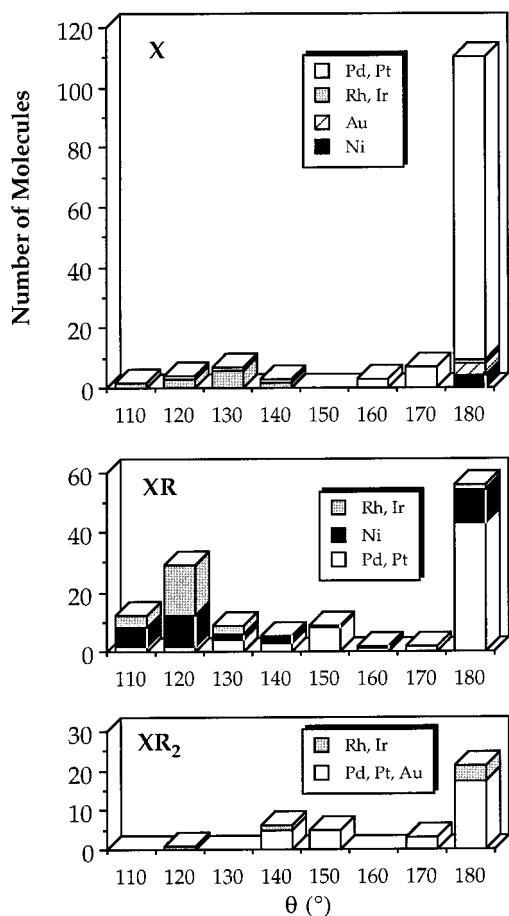 Number of Molecules
X
120
100
80
60
40
20
0
Pd, Pt
Rh, Ir
Au
Ni
110 120 130 140 150 160 170 180
XR
60
40
20
0
Rh, Ir
Ni
Pd, Pt
110 120 130 140 150 160 170 180
XR₂
30
20
10
0
Rh, Ir
Pd, Pt, Au
110 120 130 140 150 160 170 180
θ (°)